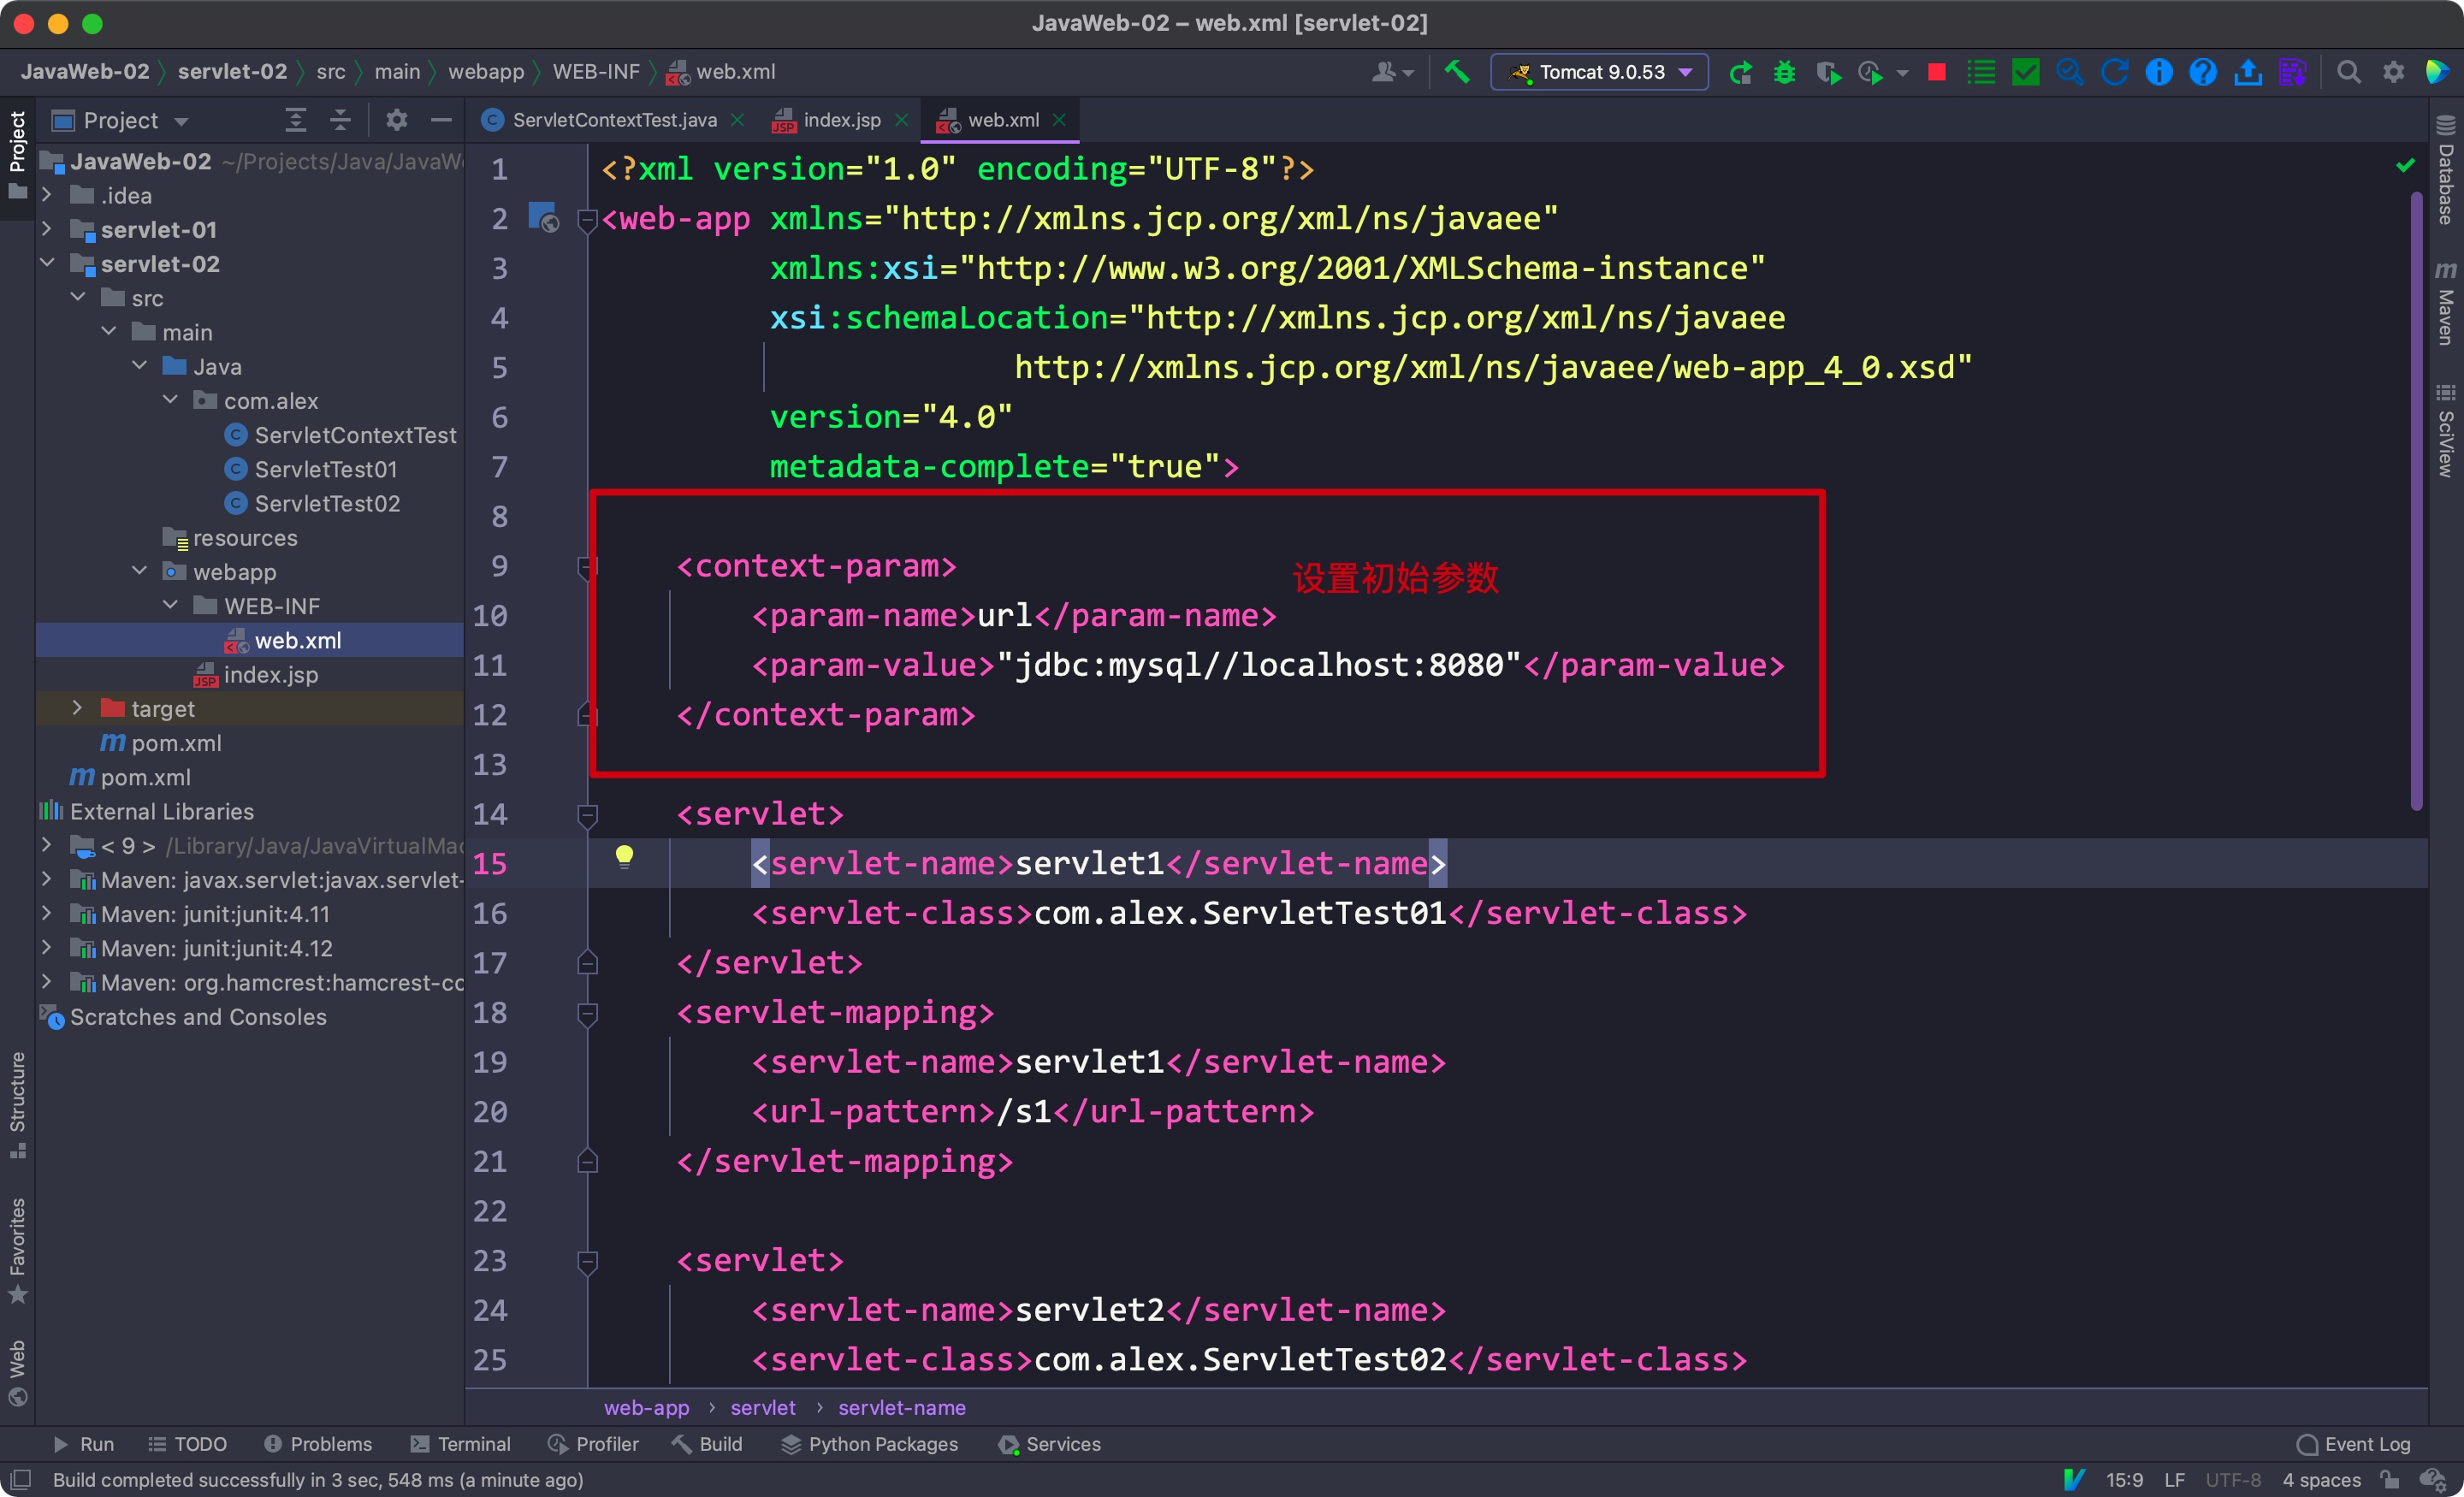 JavaWeb-02 – web.xml [servlet-02]
JavaWeb-02 servlet-02 src main webapp WEB-INF web.xml
Tomcat 9.0.53
Project
Project
ServletContextTest.java
index.jsp
web.xml
JavaWeb-02 ~/Projects/Java/JavaW
.idea
servlet-01
servlet-02
src
main
Java
com.alex
ServletContextTest
ServletTest01
ServletTest02
resources
webapp
WEB-INF
web.xml
index.jsp
target
pom.xml
pom.xml
External Libraries
< 9 > /Library/Java/JavaVirtualMac
Maven: javax.servlet:javax.servlet-
Maven: junit:junit:4.11
Maven: junit:junit:4.12
Maven: org.hamcrest:hamcrest-co
Scratches and Consoles
Structure
Favorites
Web
1 <?xml version="1.0" encoding="UTF-8"?>
2 <web-app xmlns="http://xmlns.jcp.org/xml/ns/javaee"
3 xmlns:xsi="http://www.w3.org/2001/XMLSchema-instance"
4 xsi:schemaLocation="http://xmlns.jcp.org/xml/ns/javaee
5 http://xmlns.jcp.org/xml/ns/javaee/web-app_4_0.xsd"
6 version="4.0"
7 metadata-complete="true">
8
9 <context-param>
设置初始参数
10 <param-name>url</param-name>
11 <param-value>"jdbc:mysql//localhost:8080"</param-value>
12 </context-param>
13
14 <servlet>
15 <servlet-name>servlet1</servlet-name>
16 <servlet-class>com.alex.ServletTest01</servlet-class>
17 </servlet>
18 <servlet-mapping>
19 <servlet-name>servlet1</servlet-name>
20 <url-pattern>/s1</url-pattern>
21 </servlet-mapping>
22
23 <servlet>
24 <servlet-name>servlet2</servlet-name>
25 <servlet-class>com.alex.ServletTest02</servlet-class>
web-app › servlet › servlet-name
Database
Maven
SciView
Run TODO Problems Terminal Profiler Build Python Packages Services Event Log
Build completed successfully in 3 sec, 548 ms (a minute ago) 15:9 LF UTF-8 4 spaces